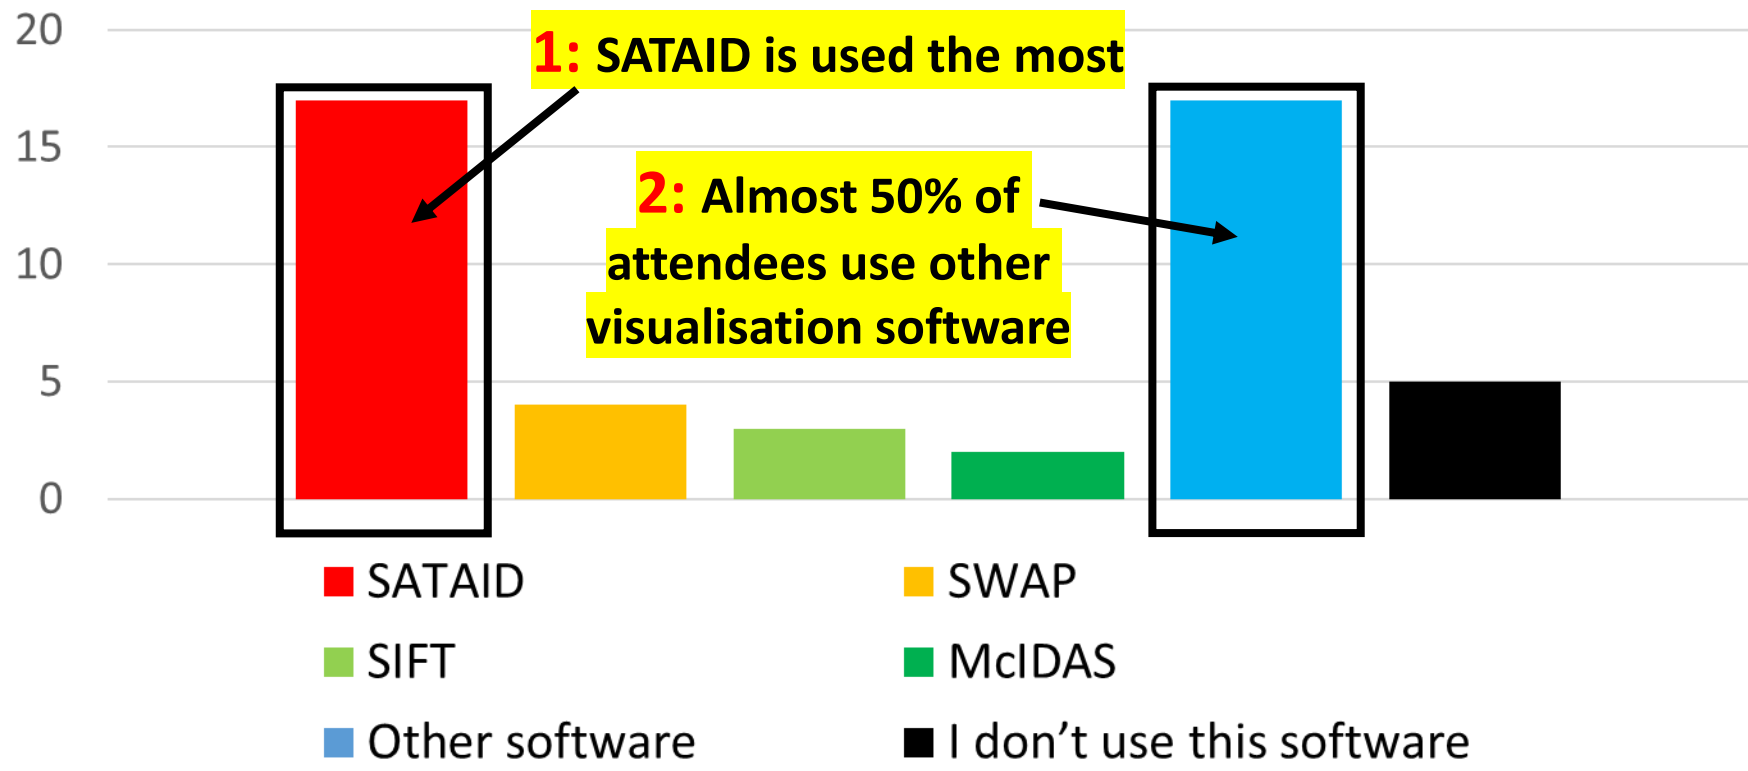 20
1: SATAID is used the most
15
2: Almost 50% of
attendees use other
visualisation software
10
5
0
SATAID
SWAP
SIFT
McIDAS
Other software
I don’t use this software